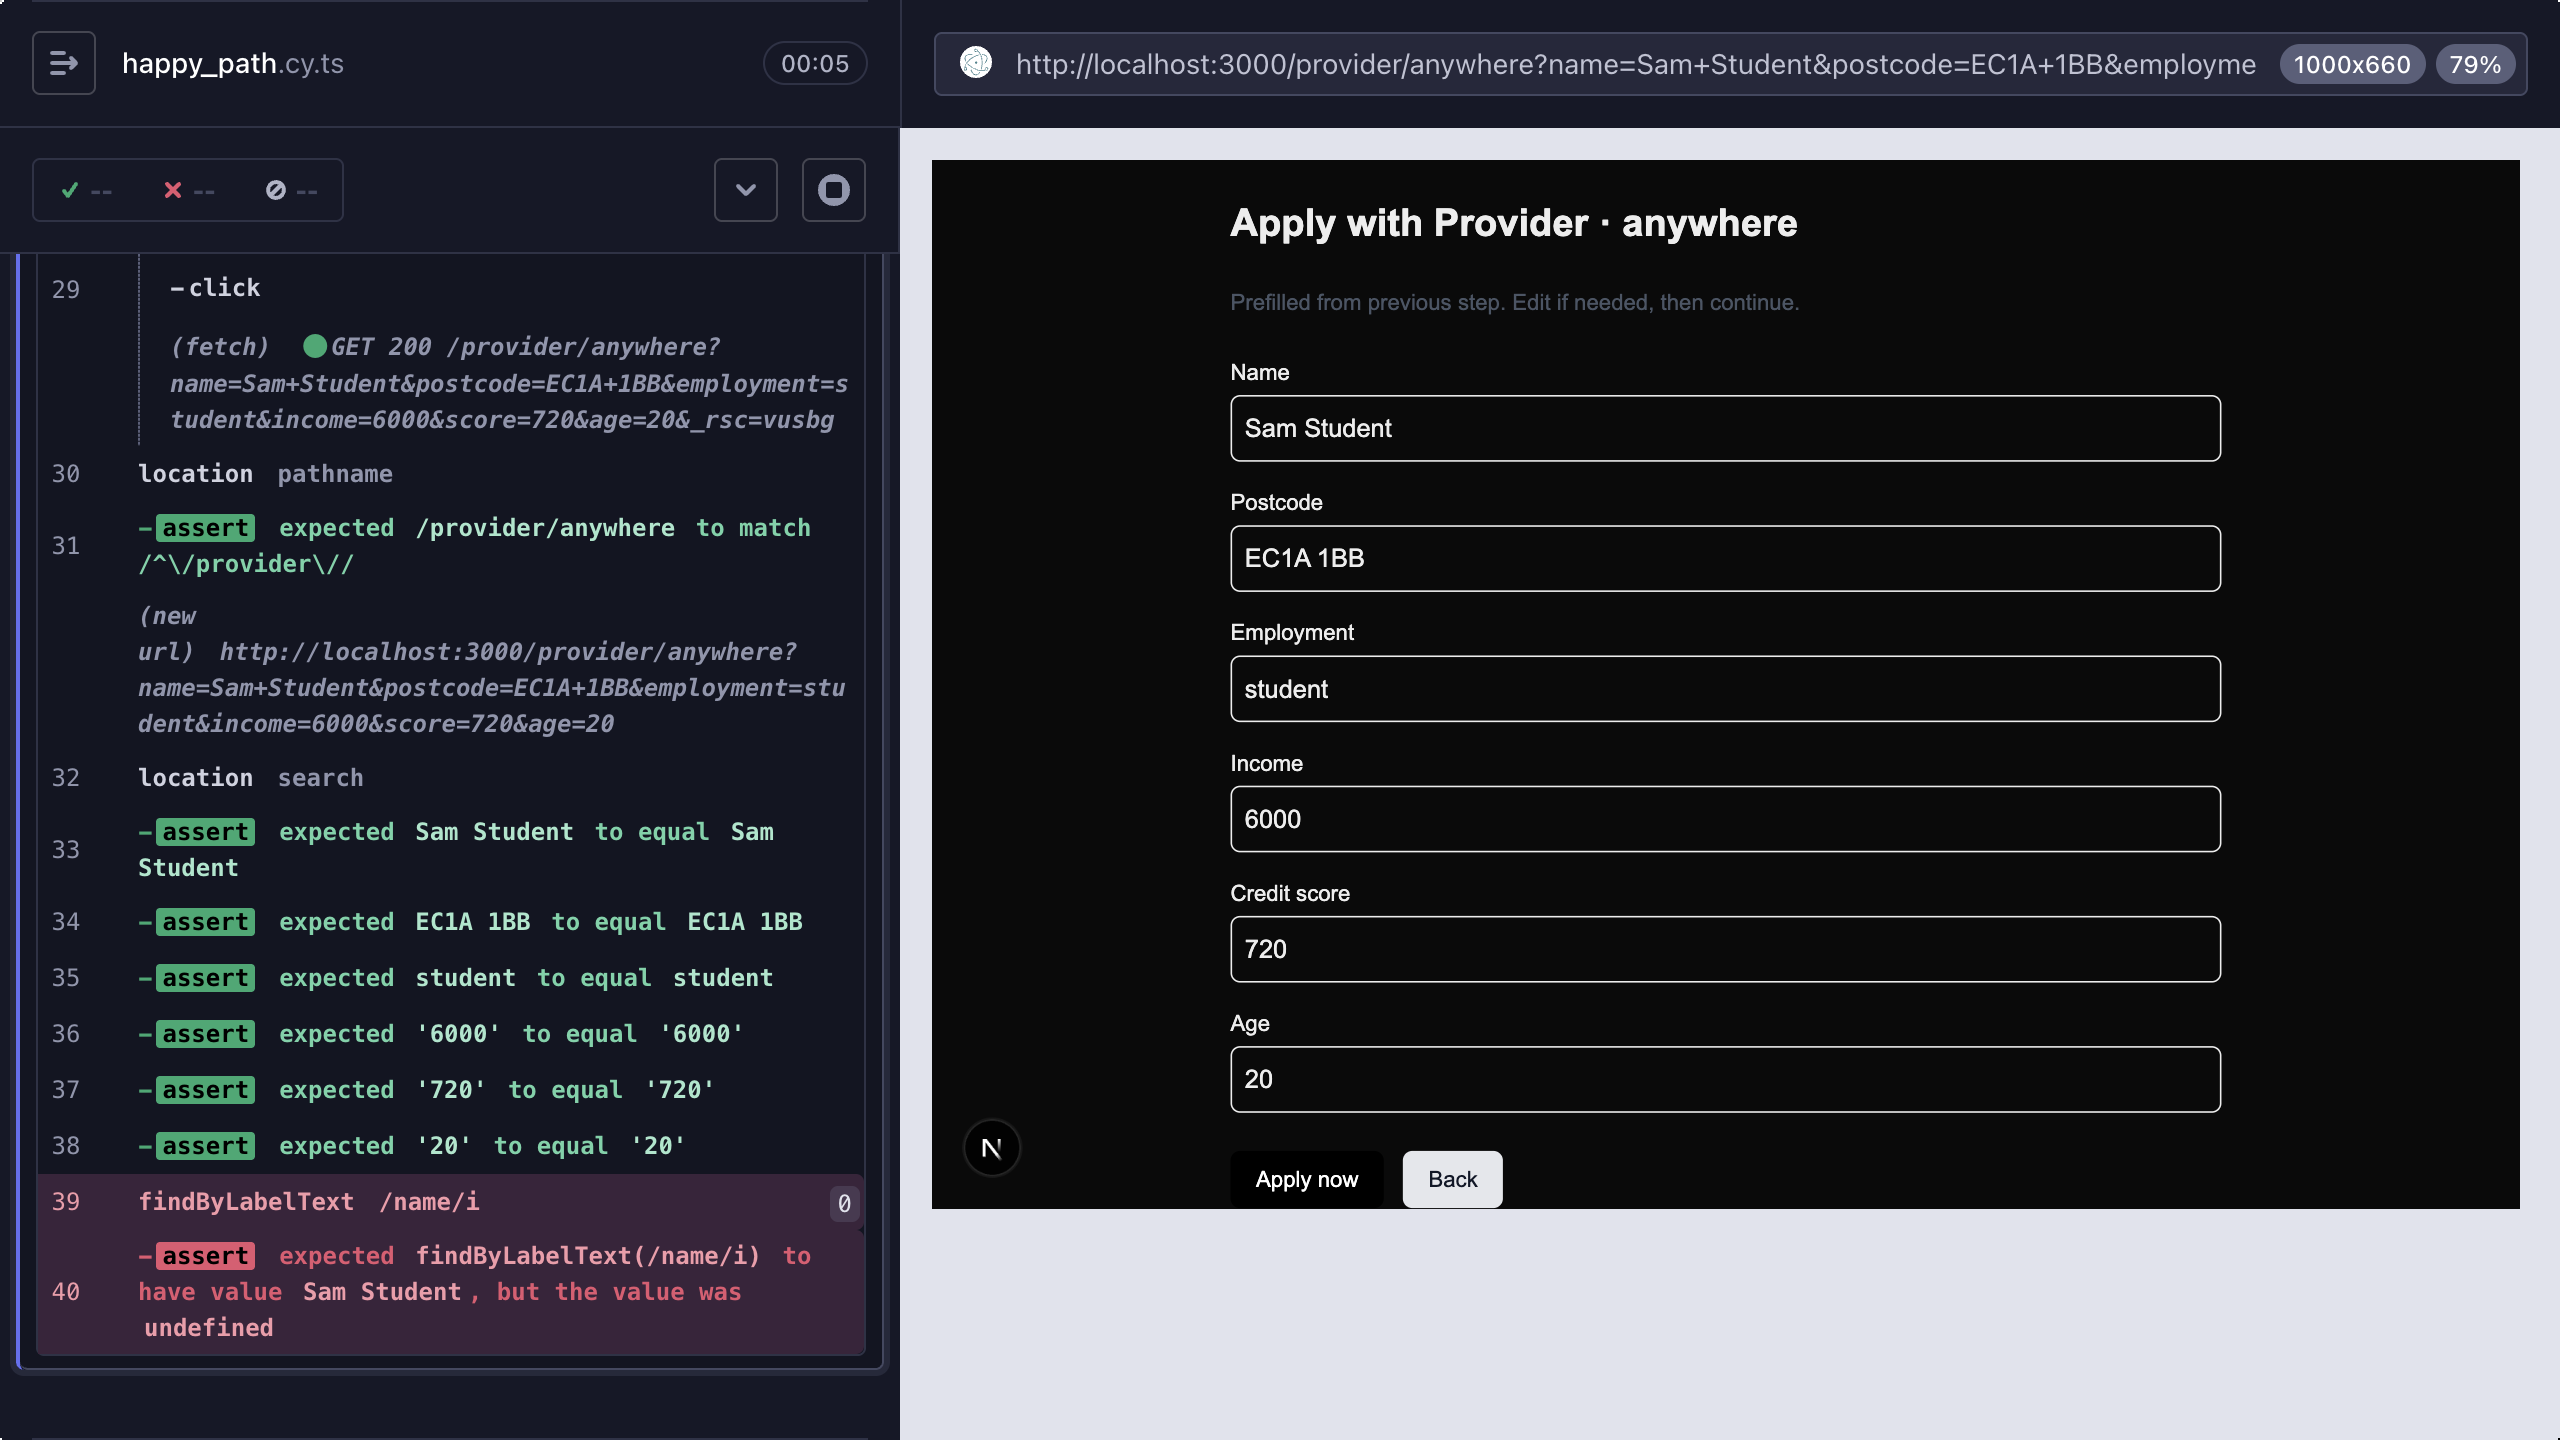 happy_path.cy.ts
00:05
--
--
--
29
-click
(fetch) GET 200 /provider/anywhere?
name=Sam+Student&postcode=EC1A+1BB&employment=s
tudent&income=6000&score=720&age=20&_rsc=vusbg
30
location pathname
31
-assert expected /provider/anywhere to match
/^\/provider\//
(new
url) http://localhost:3000/provider/anywhere?
name=Sam+Student&postcode=EC1A+1BB&employment=stu
dent&income=6000&score=720&age=20
32
location search
33
-assert expected Sam Student to equal Sam
Student
34
-assert expected EC1A 1BB to equal EC1A 1BB
35
-assert expected student to equal student
36
-assert expected '6000' to equal '6000'
37
-assert expected '720' to equal '720'
38
-assert expected '20' to equal '20'
39
findByLabelText /name/i
0
40
-assert expected findByLabelText(/name/i) to
have value Sam Student, but the value was
undefined
http://localhost:3000/provider/anywhere?name=Sam+Student&postcode=EC1A+1BB&employme
1000x660
79%
Apply with Provider · anywhere
Prefilled from previous step. Edit if needed, then continue.
Name
Sam Student
Postcode
EC1A 1BB
Employment
student
Income
6000
Credit score
720
Age
20
N
Apply now
Back